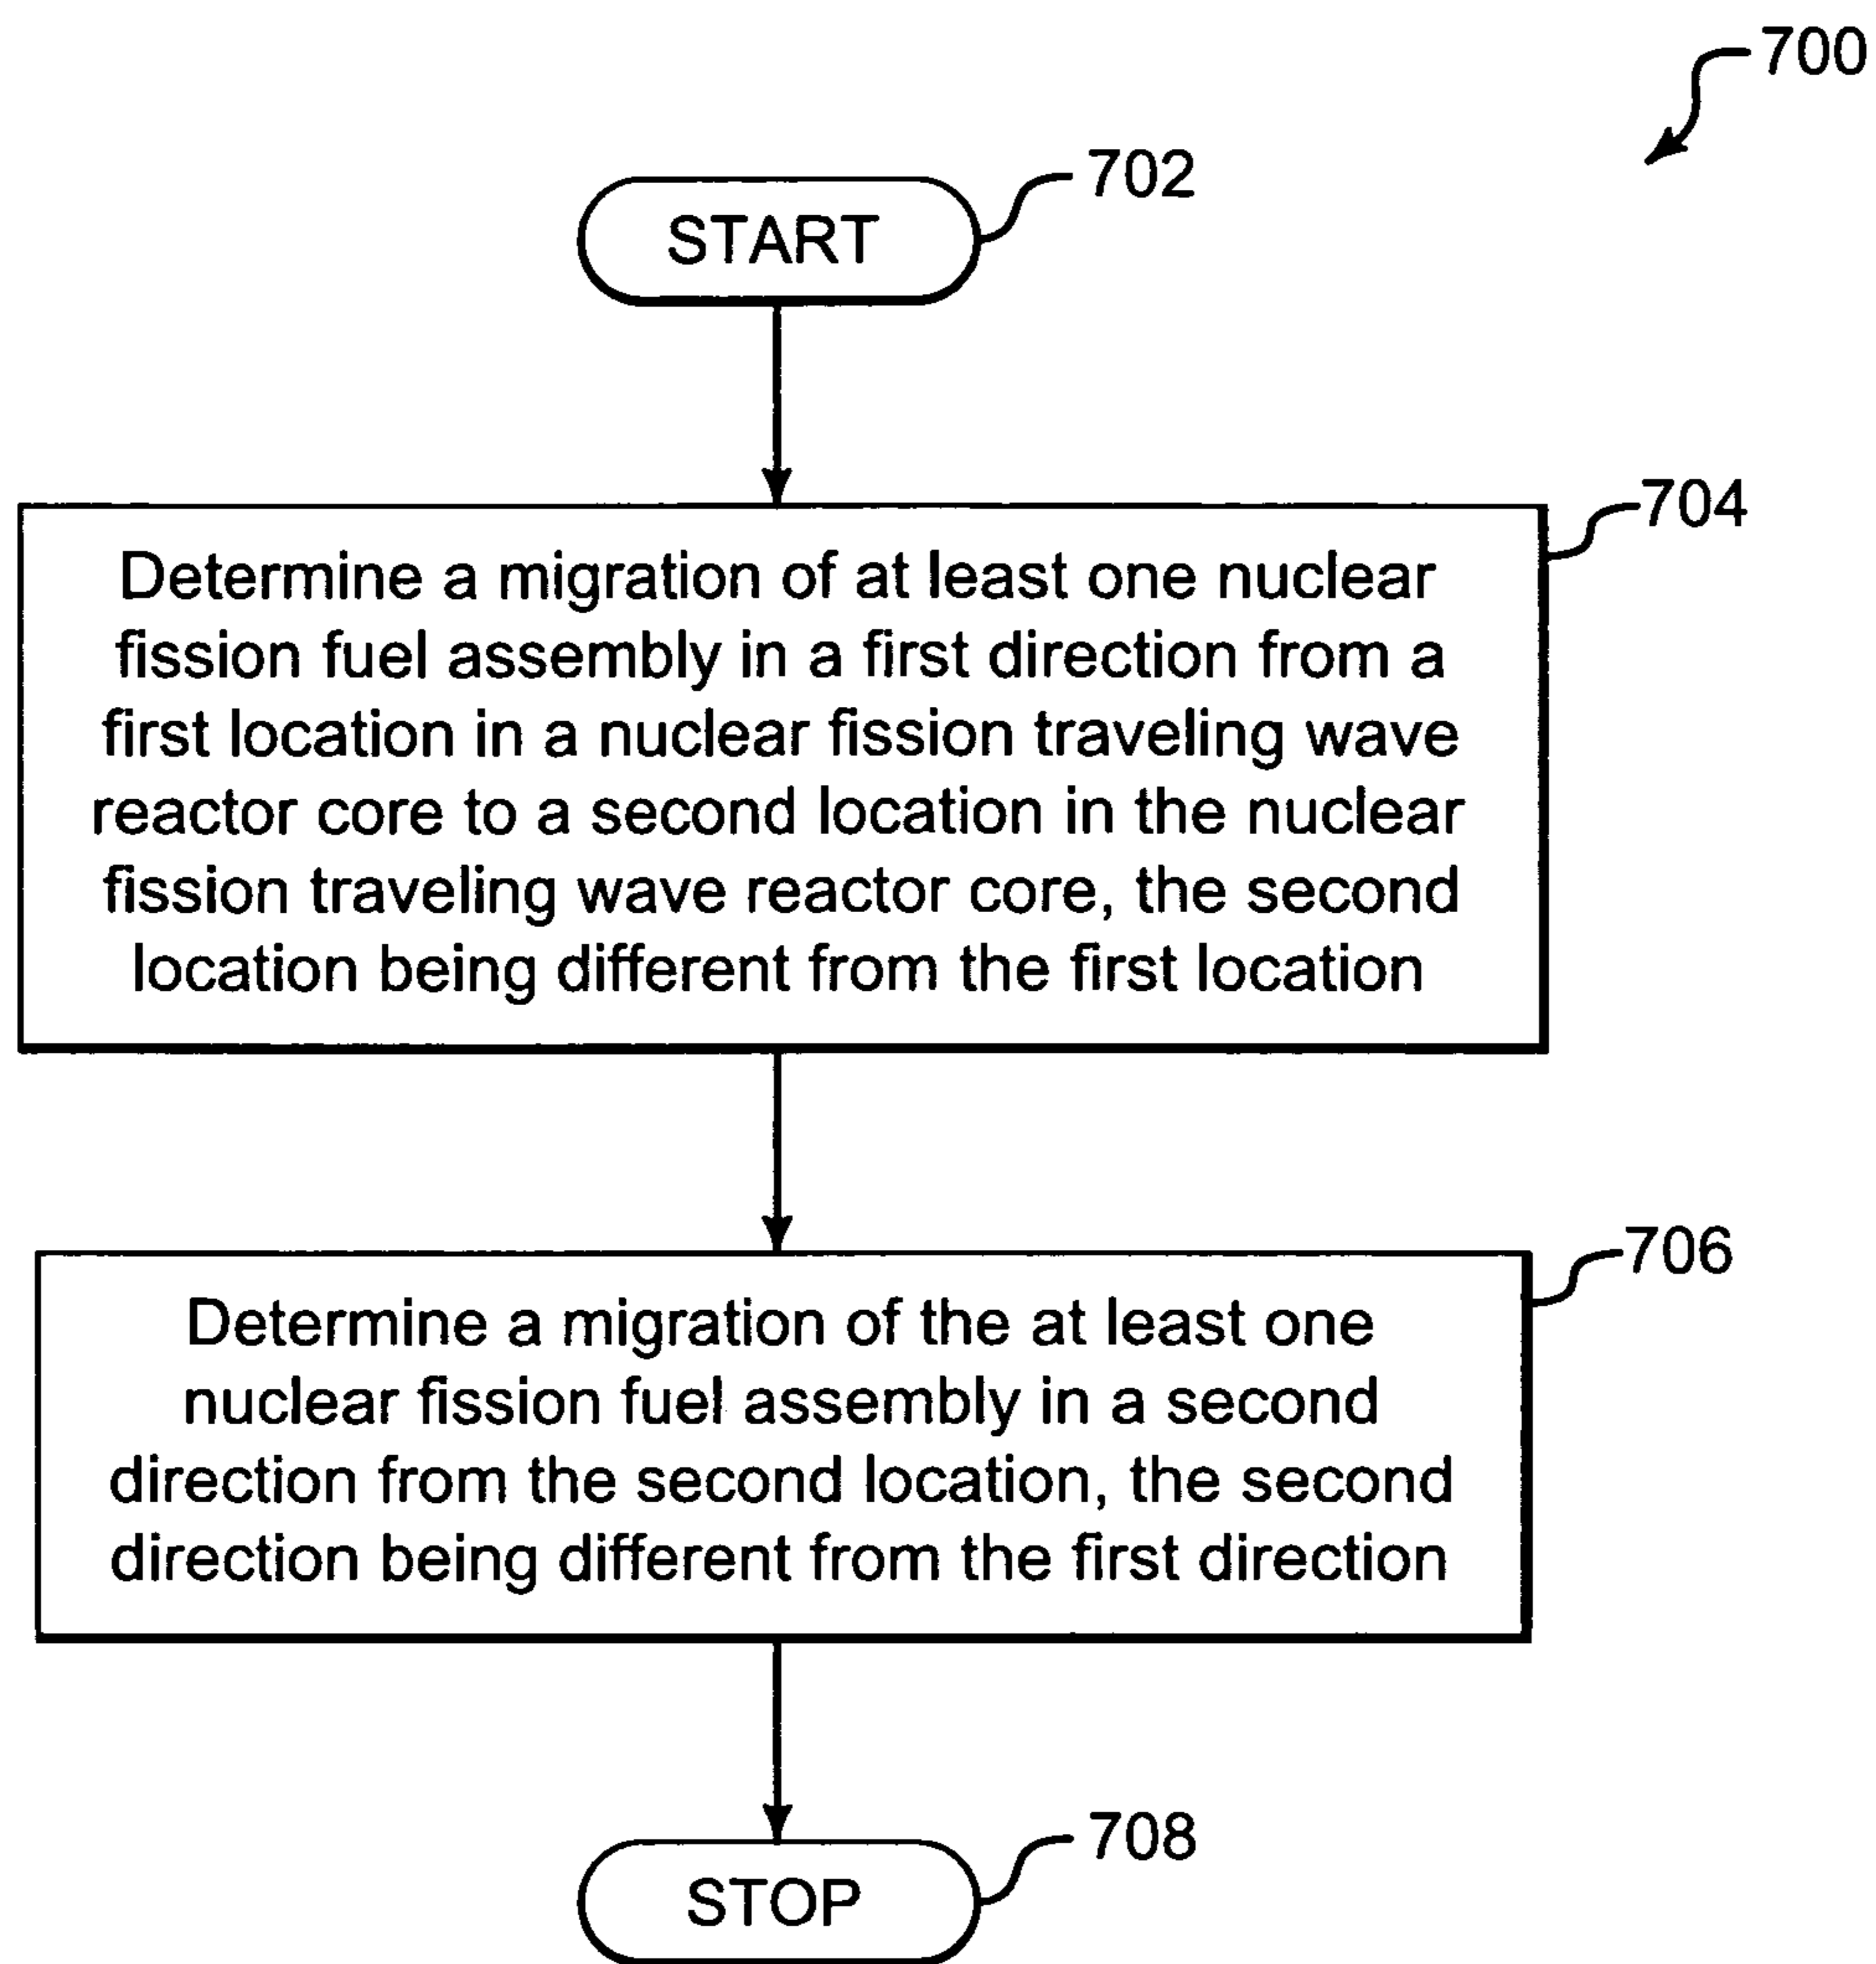 700
702
START
704
Determine a migration of at least one nuclear
fission fuel assembly in a first direction from a
first location in a nuclear fission traveling wave
reactor core to a second location in the nuclear
fission traveling wave reactor core, the second
location being different from the first location
706
Determine a migration of the at least one
nuclear fission fuel assembly in a second
direction from the second location, the second
direction being different from the first direction
708
STOP